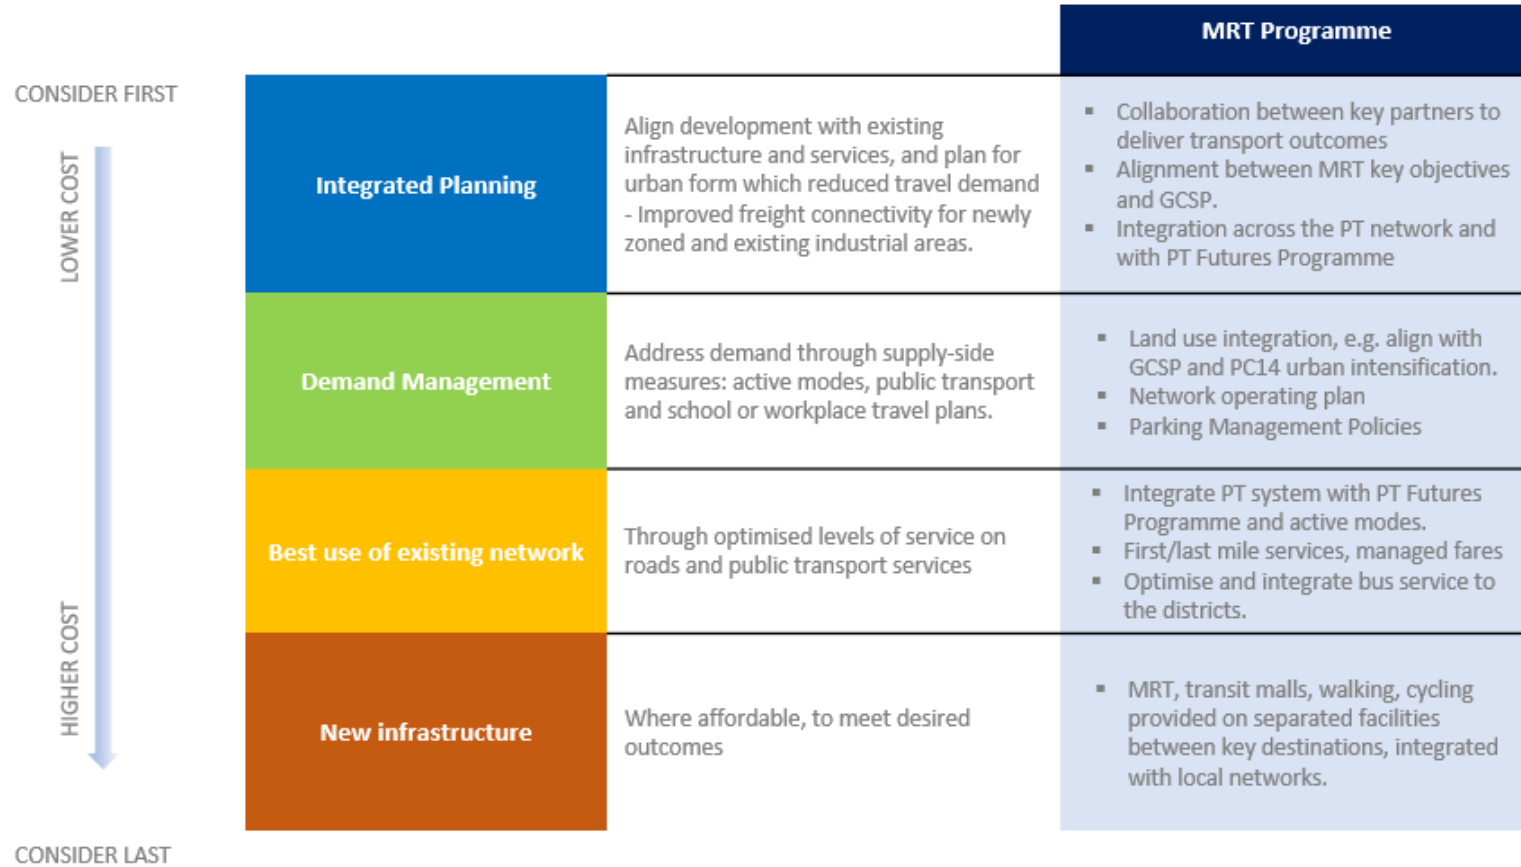 MRT Programme
CONSIDER FIRST
LOWER COST
HIGHER COST
CONSIDER LAST
Integrated Planning
Align development with existing
infrastructure and services, and plan for
urban form which reduced travel demand
- Improved freight connectivity for newly
zoned and existing industrial areas.
▪ Collaboration between key partners to
deliver transport outcomes
▪ Alignment between MRT key objectives
and GCSP.
▪ Integration across the PT network and
with PT Futures Programme
Demand Management
Address demand through supply-side
measures: active modes, public transport
and school or workplace travel plans.
▪ Land use integration, e.g. align with
GCSP and PC14 urban intensification.
▪ Network operating plan
▪ Parking Management Policies
Best use of existing network
Through optimised levels of service on
roads and public transport services
▪ Integrate PT system with PT Futures
Programme and active modes.
▪ First/last mile services, managed fares
▪ Optimise and integrate bus service to
the districts.
New infrastructure
Where affordable, to meet desired
outcomes
▪ MRT, transit malls, walking, cycling
provided on separated facilities
between key destinations, integrated
with local networks.